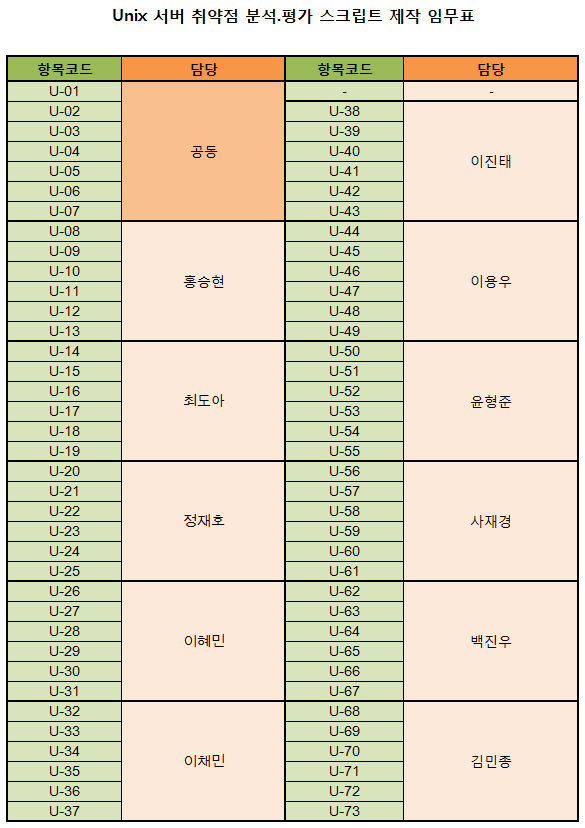 Unix 서버 취약점 분석.평가 스크립트 제작 임무표
항목코드 담당 항목코드 담당
U-01 - -
U-02 U-38
U-03 U-39
U-04 공동 U-40 이진태
U-05 U-41
U-06 U-42
U-07 U-43
U-08 U-44
U-09 U-45
U-10 홍승현 U-46 이용우
U-11 U-47
U-12 U-48
U-13 U-49
U-14 U-50
U-15 U-51
U-16 최도아 U-52 윤형준
U-17 U-53
U-18 U-54
U-19 U-55
U-20 U-56
U-21 U-57
U-22 정재호 U-58 사재경
U-23 U-59
U-24 U-60
U-25 U-61
U-26 U-62
U-27 U-63
U-28 이혜민 U-64 백진우
U-29 U-65
U-30 U-66
U-31 U-67
U-32 U-68
U-33 U-69
U-34 이채민 U-70 김민종
U-35 U-71
U-36 U-72
U-37 U-73